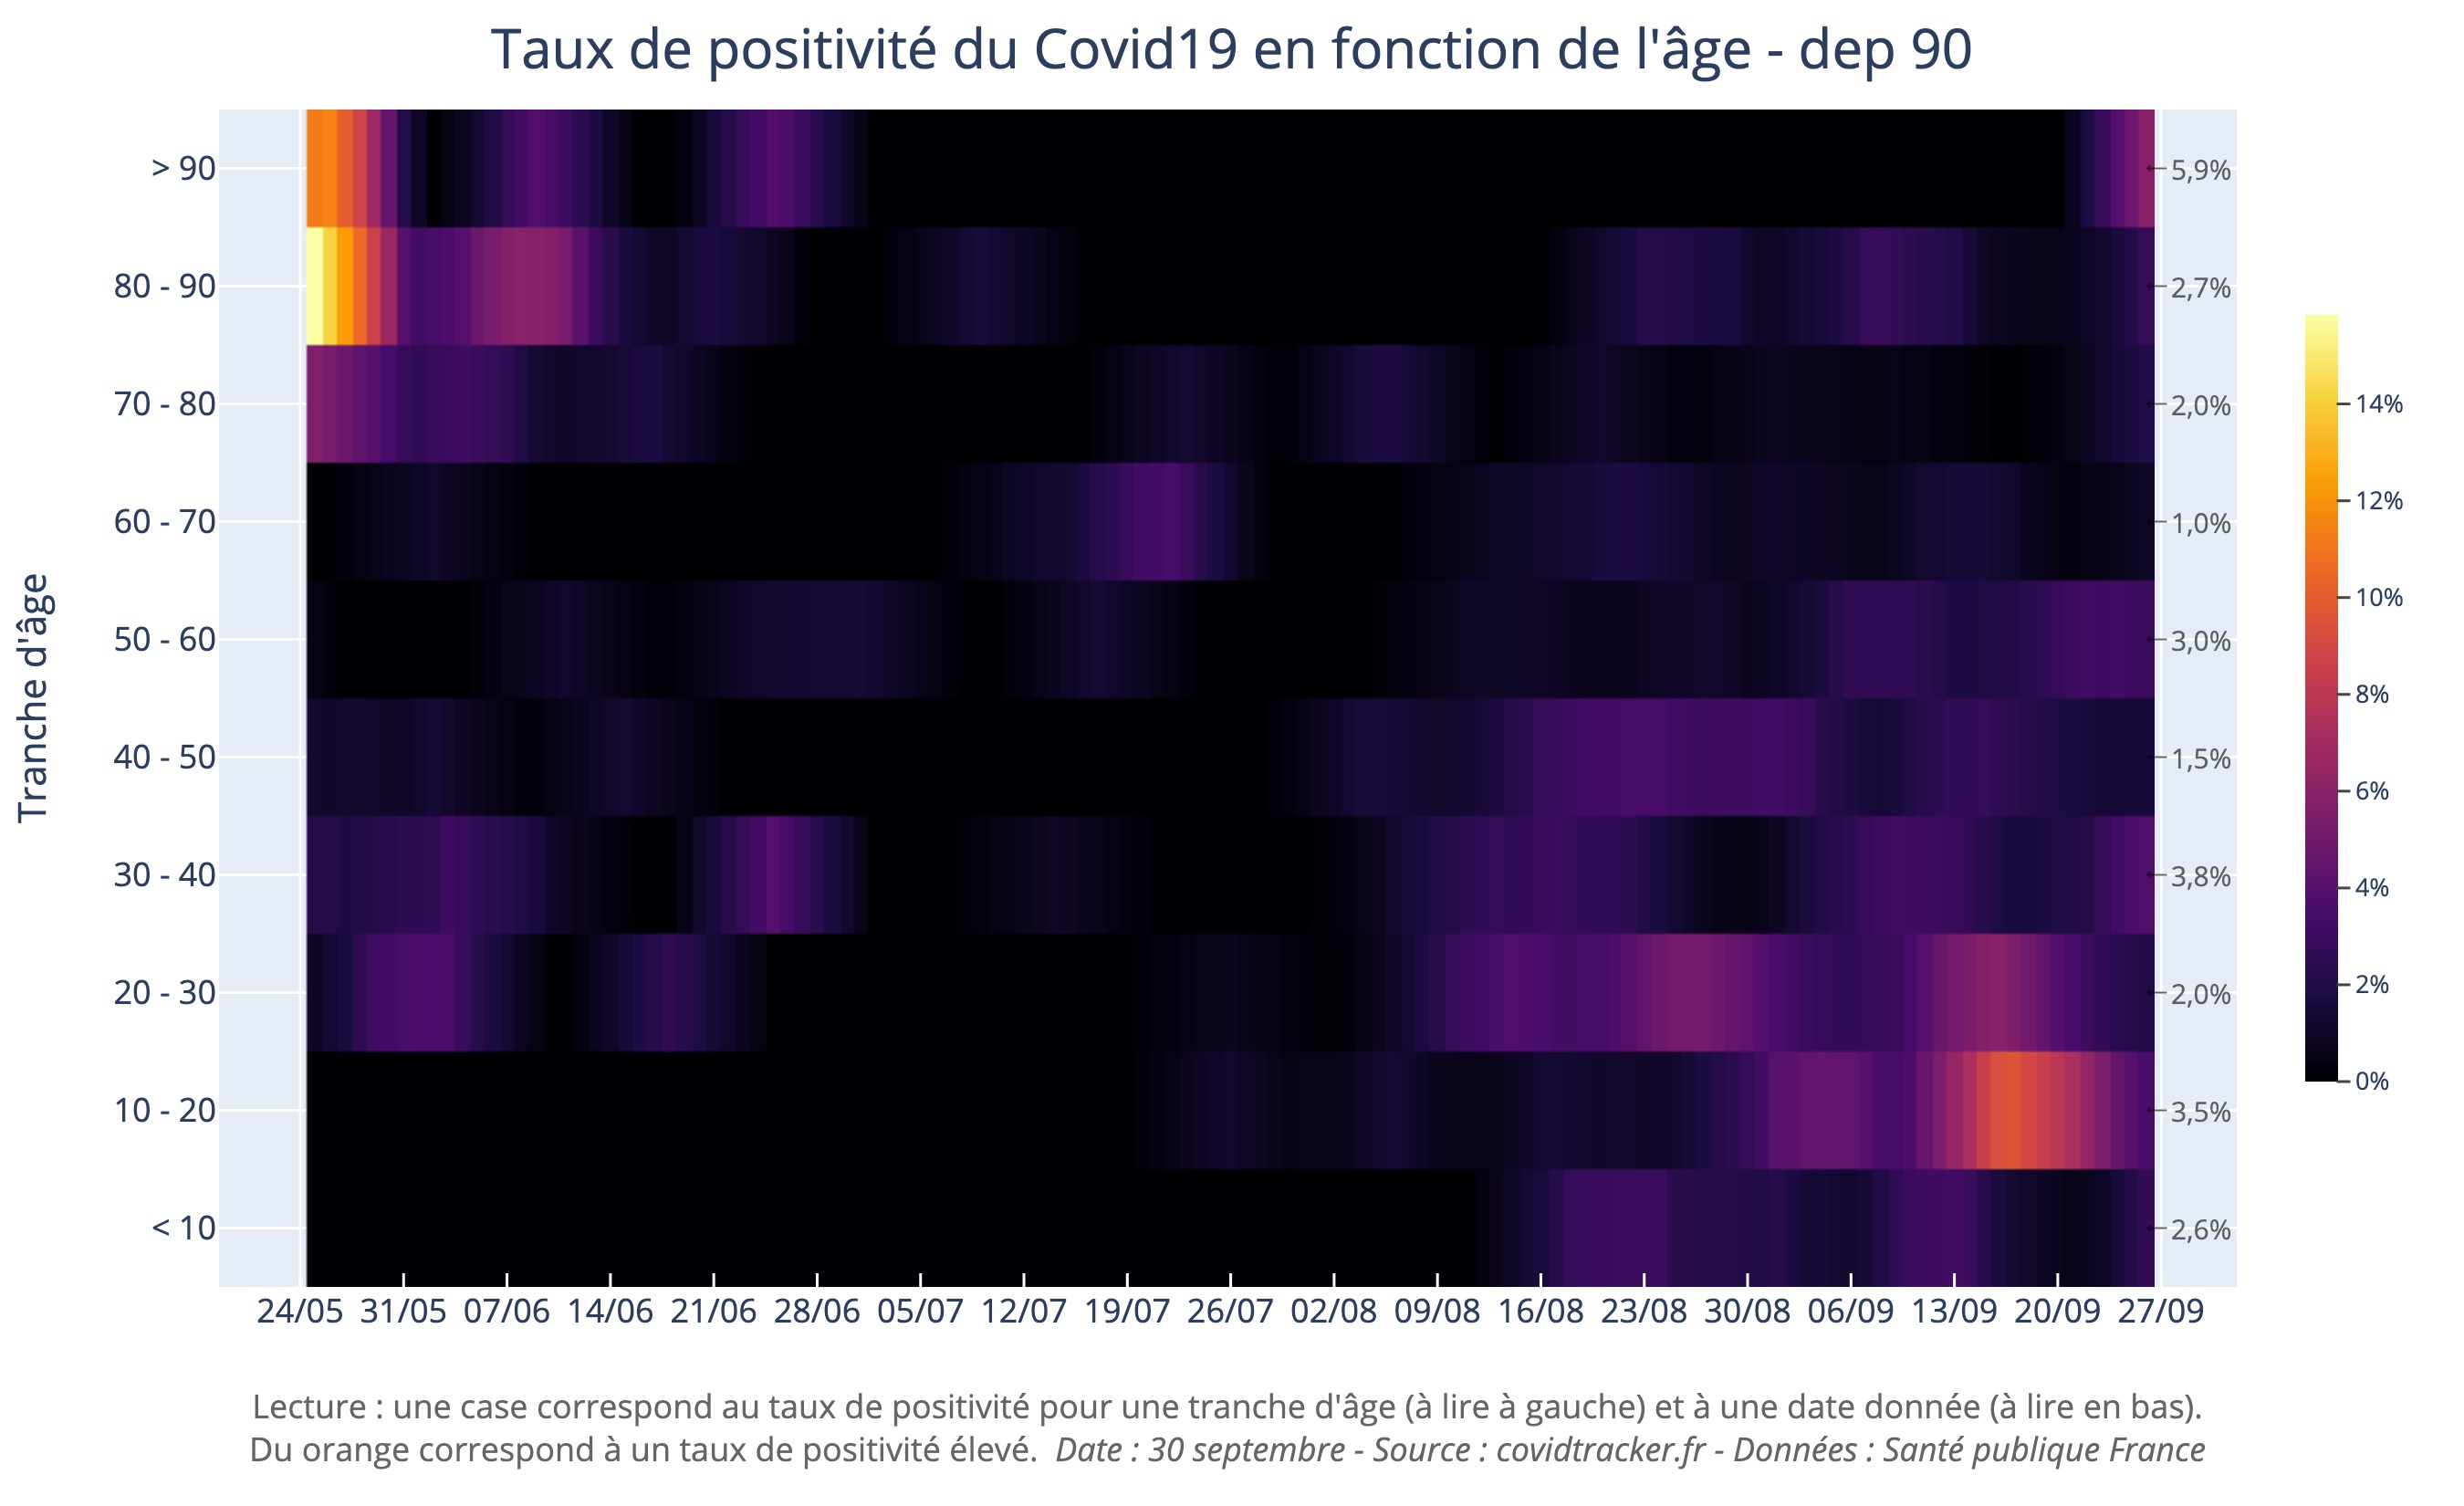 Taux de positivité du Covid19 en fonction de l'âge - dep 90
Tranche d'âge
> 90
80 - 90
70 - 80
60 - 70
50 - 60
40 - 50
30 - 40
20 - 30
10 - 20
< 10
5,9%
2,7%
2,0%
1,0%
3,0%
1,5%
3,8%
2,0%
3,5%
2,6%
14%
12%
10%
8%
6%
4%
2%
0%
24/05 31/05 07/06 14/06 21/06 28/06 05/07 12/07 19/07 26/07 02/08 09/08 16/08 23/08 30/08 06/09 13/09 20/09 27/09
Lecture : une case correspond au taux de positivité pour une tranche d'âge (à lire à gauche) et à une date donnée (à lire en bas).
Du orange correspond à un taux de positivité élevé. Date : 30 septembre - Source : covidtracker.fr - Données : Santé publique France